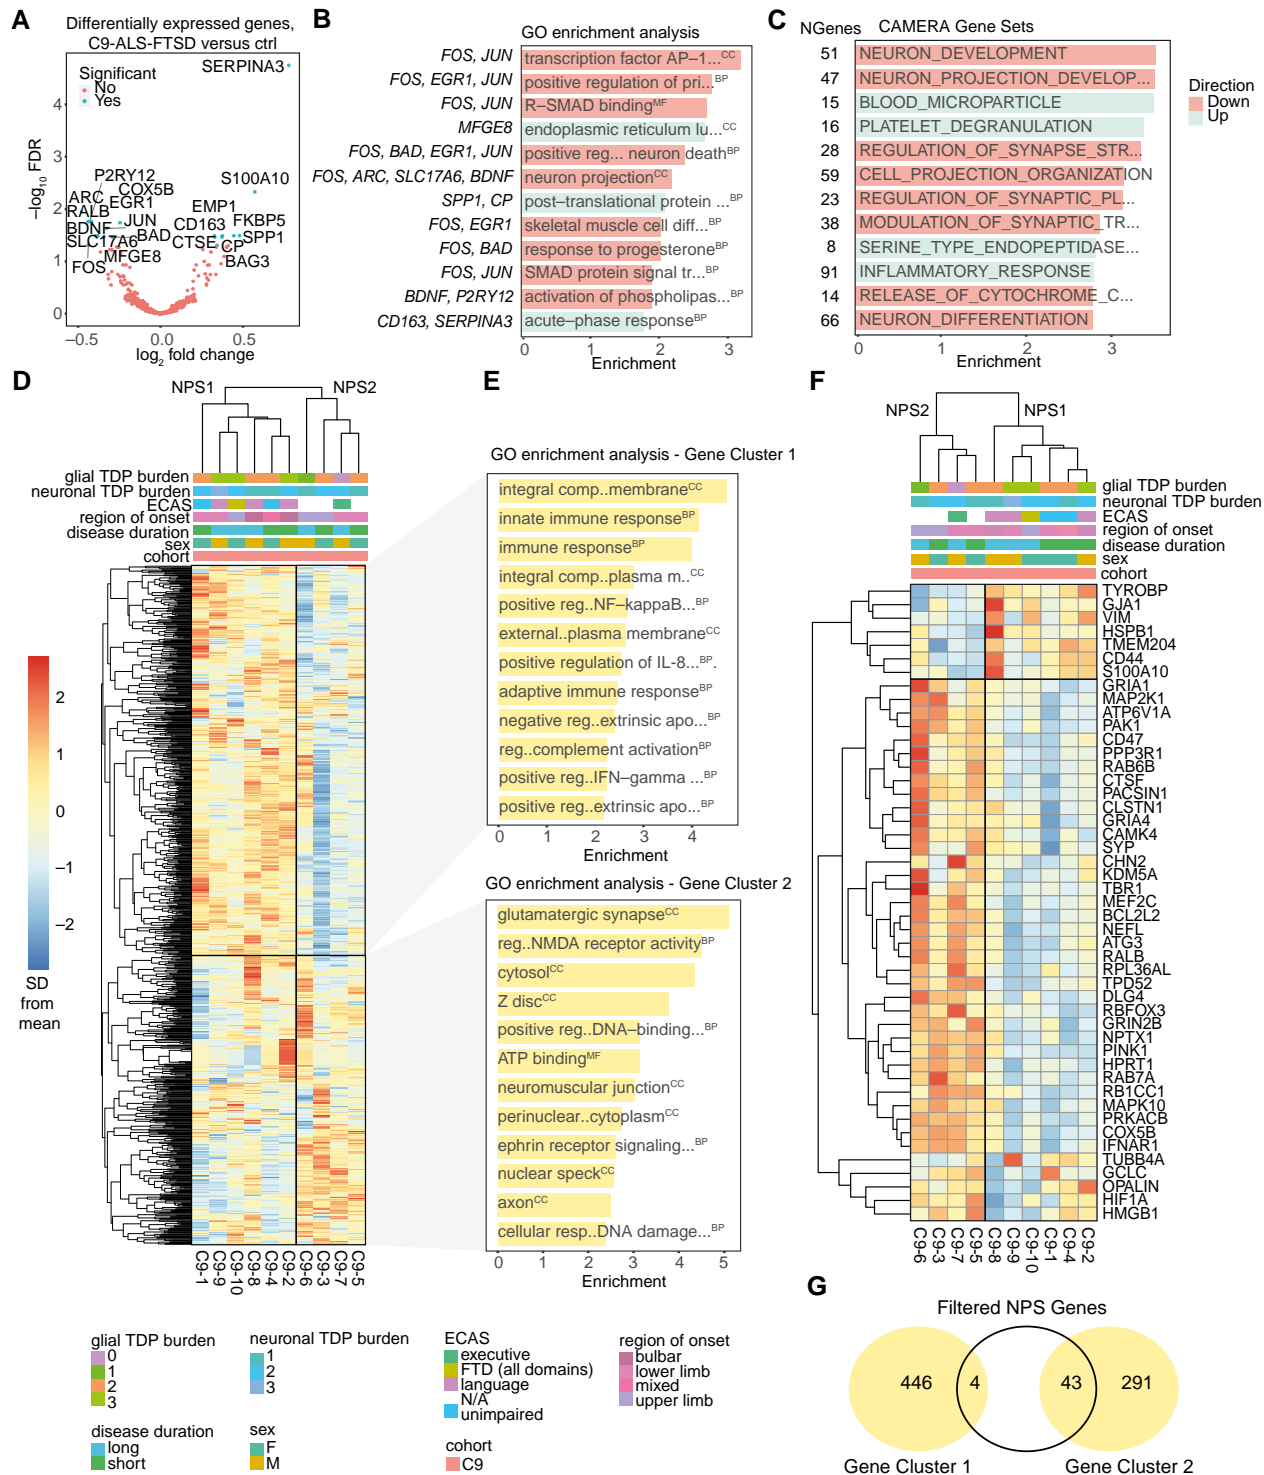 A
Differentially expressed genes,
C9-ALS-FTSD versus ctrl
Significant
No
Yes
SERPINA3
P2RY12
COX5B
ARC
EGR1
RALB
JUN
BDNF
BAD
SLC17A6
MFGE8
FOS
S100A10
EMP1
CD163
FKBP5
CTSE
CP
SPP1
BAG3
–log10 FDR
4
3
2
1
0
−0.5
0.0
0.5
log2 fold change
B
GO enrichment analysis
FOS, JUN transcription factor AP−1...CC
FOS, EGR1, JUN positive regulation of pri...BP
FOS, JUN R−SMAD bindingMF
MFGE8 endoplasmic reticulum lu...CC
FOS, BAD, EGR1, JUN positive reg... neuron deathBP
FOS, ARC, SLC17A6, BDNF neuron projectionCC
SPP1, CP post−translational protein ...BP
FOS, EGR1 skeletal muscle cell diff...BP
FOS, BAD response to progesteroneBP
FOS, JUN SMAD protein signal tr...BP
BDNF, P2RY12 activation of phospholipas...BP
CD163, SERPINA3 acute−phase responseBP
0 1 2 3
Enrichment
C
NGenes CAMERA Gene Sets
51 NEURON_DEVELOPMENT
47 NEURON_PROJECTION_DEVELOP...
15 BLOOD_MICROPARTICLE
16 PLATELET_DEGRANULATION
28 REGULATION_OF_SYNAPSE_STR...
59 CELL_PROJECTION_ORGANIZATION
23 REGULATION_OF_SYNAPTIC_PL...
38 MODULATION_OF_SYNAPTIC_TR...
8 SERINE_TYPE_ENDOPEPTIDASE...
91 INFLAMMATORY_RESPONSE
14 RELEASE_OF_CYTOCHROME_C...
66 NEURON_DIFFERENTIATION
0 1 2 3
Enrichment
Direction
Down
Up
D
NPS1 NPS2
glial TDP burden
neuronal TDP burden
ECAS
region of onset
disease duration
sex
cohort
2
1
0
−1
−2
SD
from
mean
C9-1 C9-9 C9-10 C9-8 C9-4 C9-2 C9-6 C9-3 C9-7 C9-5
E
GO enrichment analysis - Gene Cluster 1
integral comp..membraneCC
innate immune responseBP
immune responseBP
integral comp..plasma m..CC
positive reg..NF−kappaB...BP
external..plasma membraneCC
positive regulation of IL-8...BP.
adaptive immune responseBP
negative reg..extrinsic apo...BP
reg..complement activationBP
positive reg..IFN−gamma ...BP
positive reg..extrinsic apo...BP
0 1 2 3 4
Enrichment
GO enrichment analysis - Gene Cluster 2
glutamatergic synapseCC
reg..NMDA receptor activityBP
cytosolCC
Z discCC
positive reg..DNA−binding...BP
ATP bindingMF
neuromuscular junctionCC
perinuclear..cytoplasmCC
ephrin receptor signaling...BP
nuclear speckCC
axonCC
cellular resp..DNA damage...BP
0 1 2 3 4 5
Enrichment
F
NPS2 NPS1
glial TDP burden
neuronal TDP burden
ECAS
region of onset
disease duration
sex
cohort
TYROBP
GJA1
VIM
HSPB1
TMEM204
CD44
S100A10
GRIA1
MAP2K1
ATP6V1A
PAK1
CD47
PPP3R1
RAB6B
CTSF
PACSIN1
CLSTN1
GRIA4
CAMK4
SYP
CHN2
KDM5A
TBR1
MEF2C
BCL2L2
NEFL
ATG3
RALB
RPL36AL
TPD52
DLG4
RBFOX3
GRIN2B
NPTX1
PINK1
HPRT1
RAB7A
RB1CC1
MAPK10
PRKACB
COX5B
IFNAR1
TUBB4A
GCLC
OPALIN
HIF1A
HMGB1
C9-6 C9-3 C9-7 C9-5 C9-8 C9-9 C9-10 C9-1 C9-4 C9-2
glial TDP burden
0
1
2
3
neuronal TDP burden
1
2
3
ECAS
executive
FTD (all domains)
language
N/A
unimpaired
region of onset
bulbar
lower limb
mixed
upper limb
disease duration
long
short
sex
F
M
cohort
C9
G
Filtered NPS Genes
446 4 43 291
Gene Cluster 1 Gene Cluster 2